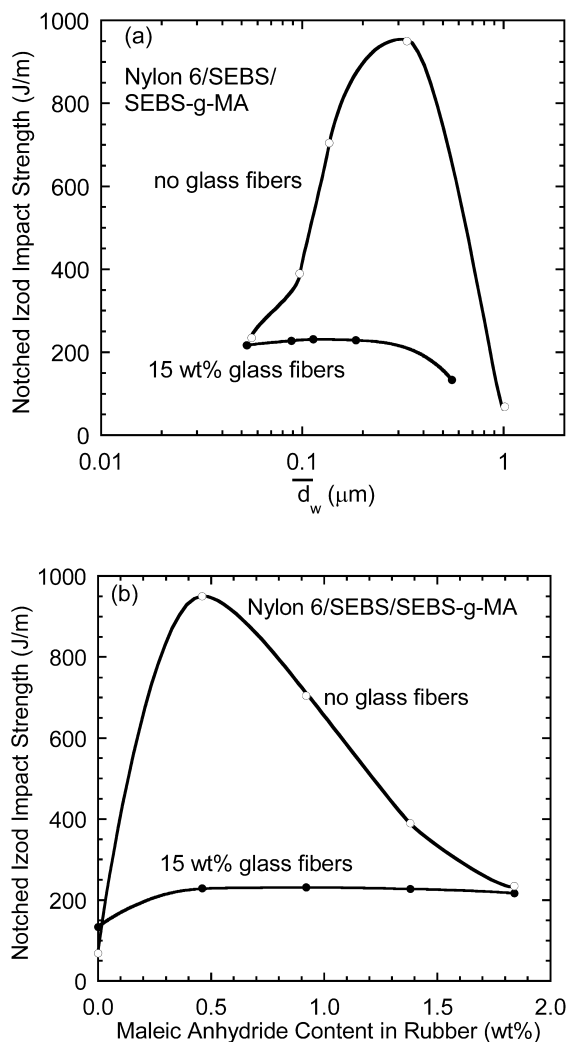 (a)
Nylon 6/SEBS/
SEBS-g-MA
no glass fibers
15 wt% glass fibers
Notched Izod Impact Strength (J/m)
1000
800
600
400
200
0
0.01
0.1
1
d̅w (μm)
(b)
Nylon 6/SEBS/SEBS-g-MA
no glass fibers
15 wt% glass fibers
Notched Izod Impact Strength (J/m)
1000
800
600
400
200
0
0.0
0.5
1.0
1.5
2.0
Maleic Anhydride Content in Rubber (wt%)